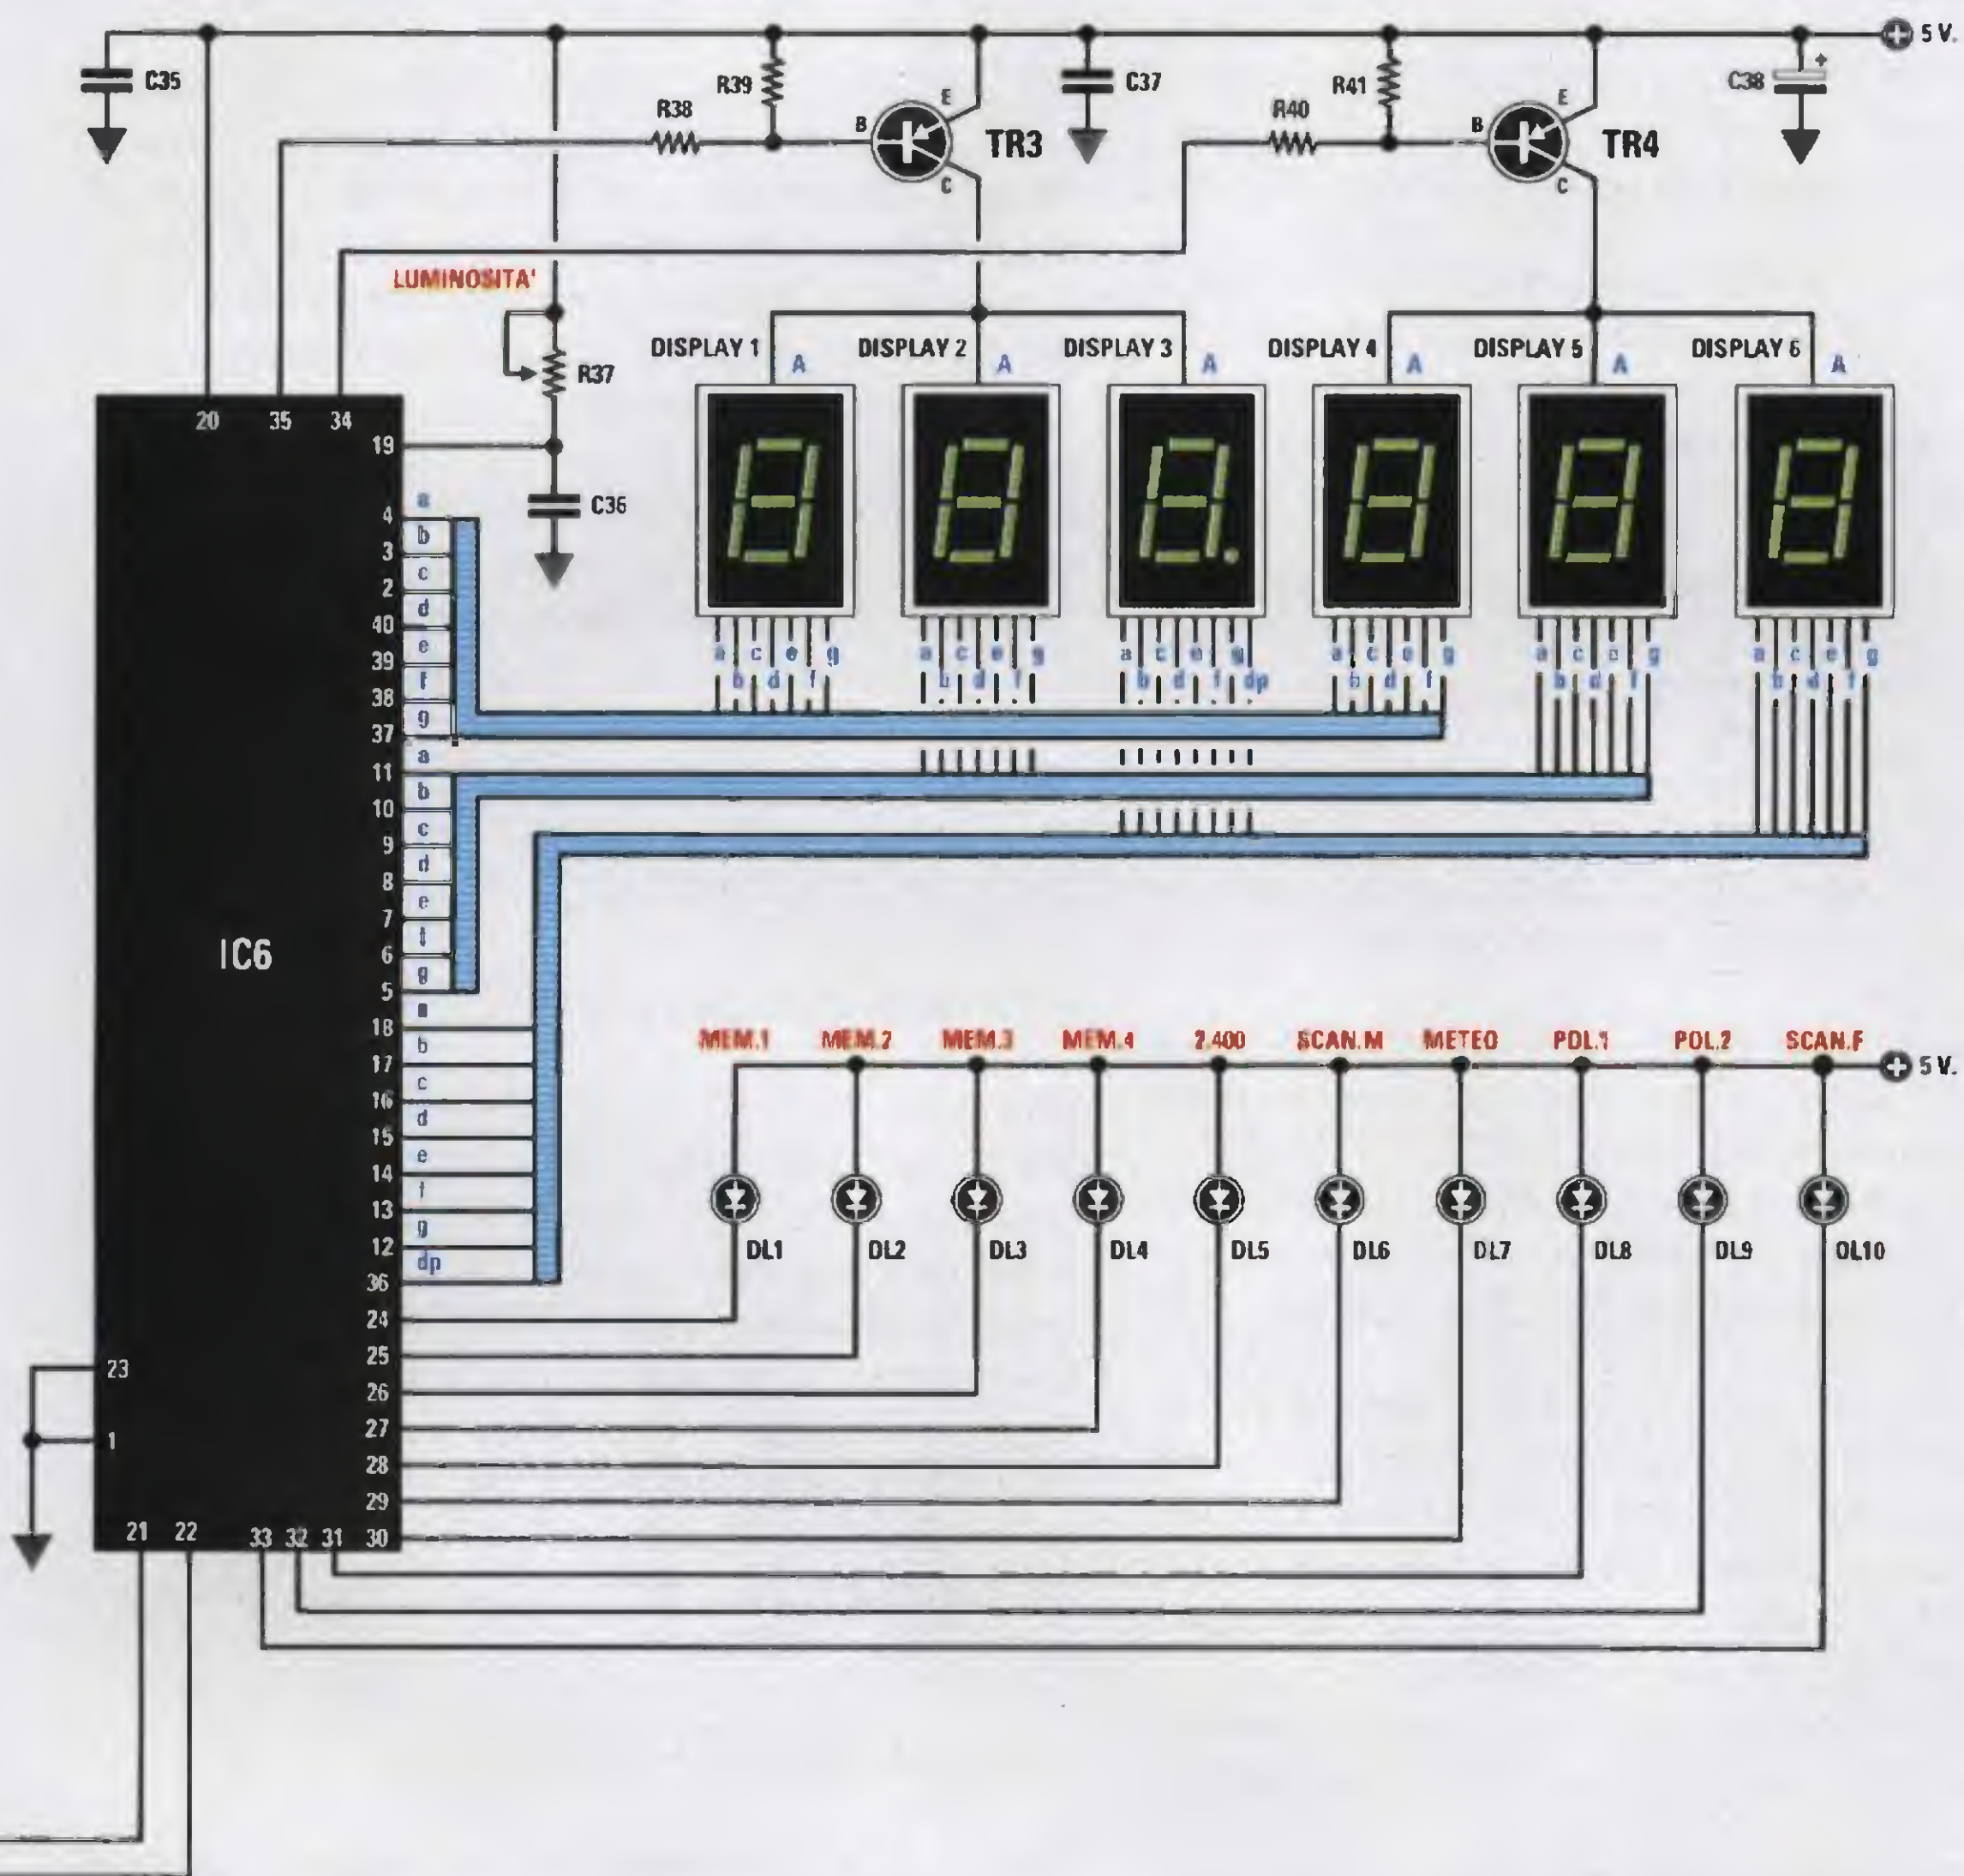 5 V.
C35
R39
C37
R41
C38
+
R38
R40
E
E
B
TR3
B
TR4
C
C
LUMINOSITA'
DISPLAY 1
DISPLAY 2
DISPLAY 3
DISPLAY 4
DISPLAY 5
DISPLAY 6
A
A
A
A
A
A
R37
20
35
34
19
C36
a
4
b
3
c
2
d
40
e
39
f
38
g
37
a c e g
b d f
a c e g
b d f
a c e g
b d f dp
a c e g
b d f
a c e g
b d f
a c e g
b d f
a
11
b
10
c
9
d
8
e
7
f
6
g
5
IC6
18
b
17
c
16
d
15
e
14
f
13
g
12
dp
36
MEM.1
MEM.2
MEM.3
MEM.4
2.400
SCAN.M
METEO
POL.1
POL.2
SCAN.F
5 V.
DL1
DL2
DL3
DL4
DL5
DL6
DL7
DL8
DL9
DL10
24
25
26
27
28
29
30
23
1
21
22
33
32
31